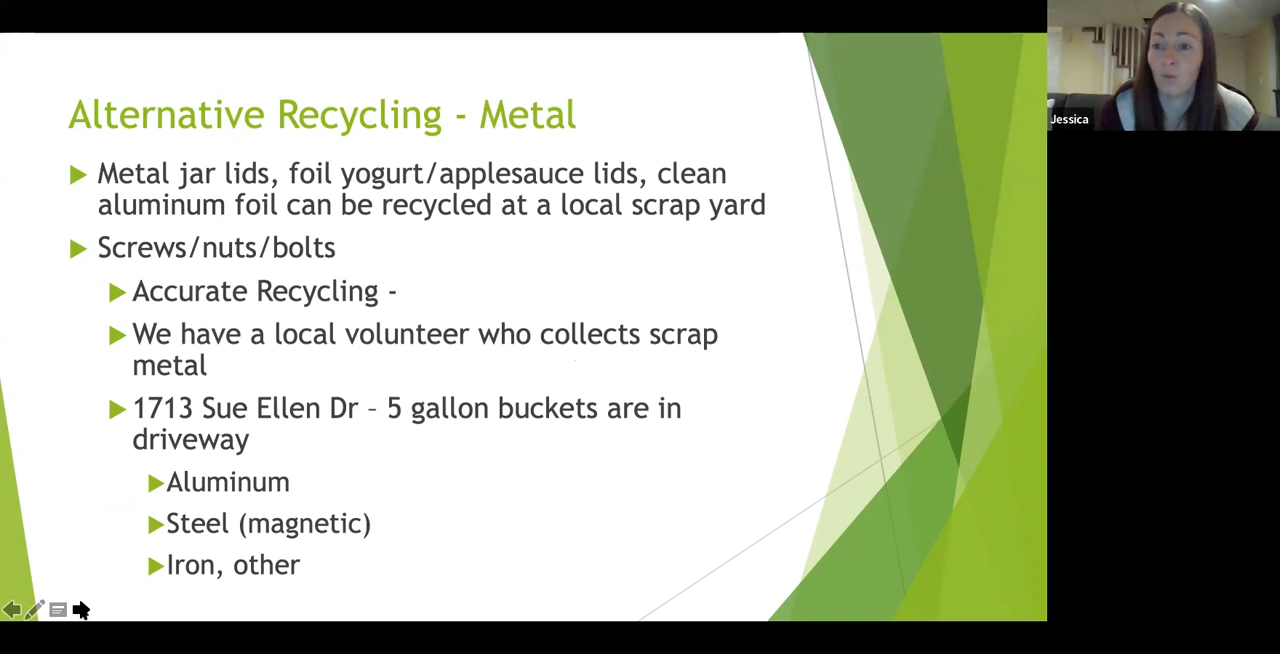 Alternative Recycling - Metal
Metal jar lids, foil yogurt/applesauce lids, clean
aluminum foil can be recycled at a local scrap yard
Screws/nuts/bolts
Accurate Recycling -
We have a local volunteer who collects scrap
metal
1713 Sue Ellen Dr – 5 gallon buckets are in
driveway
Aluminum
Steel (magnetic)
Iron, other
Jessica